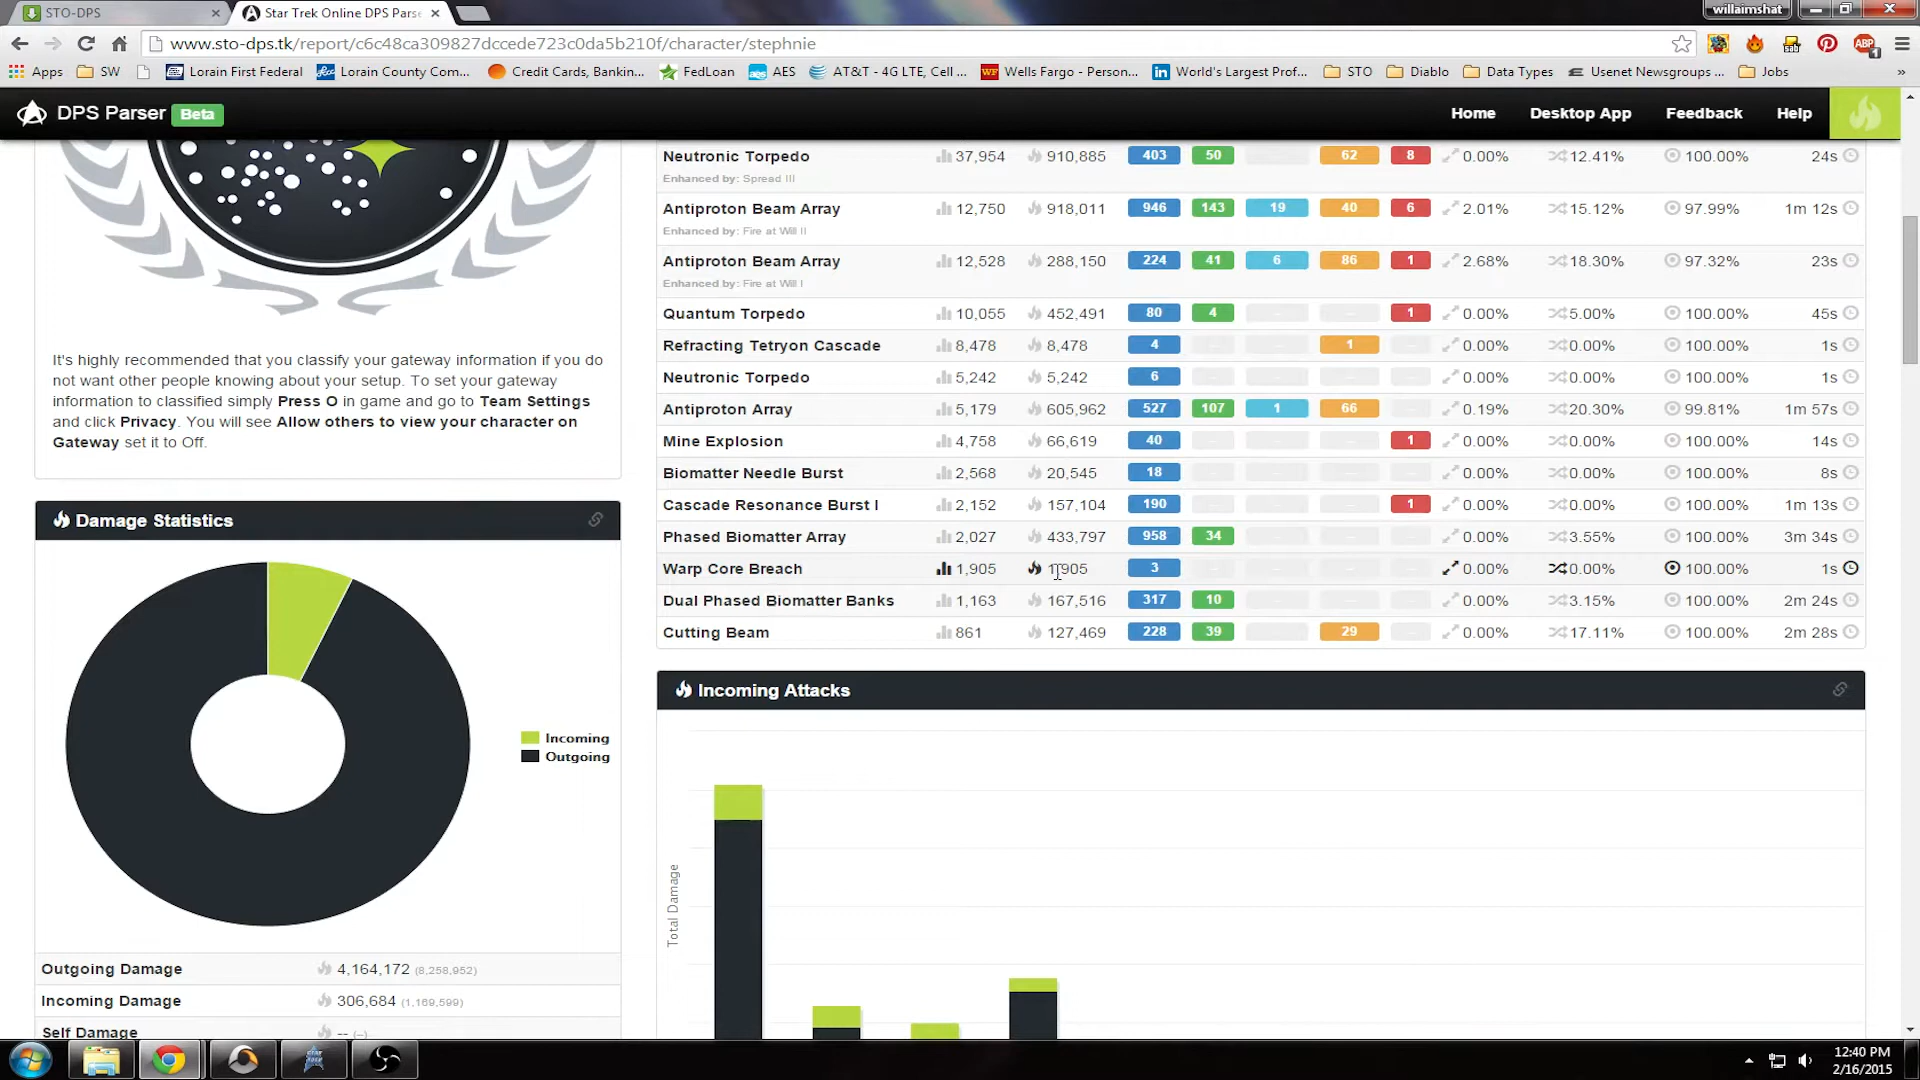 STO-DPS
Star Trek Online DPS Parse
willaimshat
www.sto-dps.tk/report/c6c48ca309827dccede723c0da5b210f/character/stephnie
Apps SW Lorain First Federal Lorain County Com... Credit Cards, Bankin... FedLoan AES AT&T - 4G LTE, Cell ... Wells Fargo - Person... World's Largest Prof... STO Diablo Data Types Usenet Newsgroups ... Jobs »
DPS Parser Beta Home Desktop App Feedback Help
Neutronic Torpedo 37,954 910,885 403 50 62 8 0.00% 12.41% 100.00% 24s
Enhanced by: Spread III
Antiproton Beam Array 12,750 918,011 946 143 19 40 6 2.01% 15.12% 97.99% 1m 12s
Enhanced by: Fire at Will II
Antiproton Beam Array 12,528 288,150 224 41 6 86 1 2.68% 18.30% 97.32% 23s
Enhanced by: Fire at Will I
Quantum Torpedo 10,055 452,491 80 4 – – 1 0.00% 5.00% 100.00% 45s
Refracting Tetryon Cascade 8,478 8,478 4 – – 1 – 0.00% 0.00% 100.00% 1s
Neutronic Torpedo 5,242 5,242 6 – – – – 0.00% 0.00% 100.00% 1s
Antiproton Array 5,179 605,962 527 107 1 66 – 0.19% 20.30% 99.81% 1m 57s
Mine Explosion 4,758 66,619 40 – – – 1 0.00% 0.00% 100.00% 14s
Biomatter Needle Burst 2,568 20,545 18 – – – – 0.00% 0.00% 100.00% 8s
Cascade Resonance Burst I 2,152 157,104 190 – – – 1 0.00% 0.00% 100.00% 1m 13s
Phased Biomatter Array 2,027 433,797 958 34 – – – 0.00% 3.55% 100.00% 3m 34s
Warp Core Breach 1,905 1,905 3 – – – – 0.00% 0.00% 100.00% 1s
Dual Phased Biomatter Banks 1,163 167,516 317 10 – – – 0.00% 3.15% 100.00% 2m 24s
Cutting Beam 861 127,469 228 39 – 29 – 0.00% 17.11% 100.00% 2m 28s
It's highly recommended that you classify your gateway information if you do
not want other people knowing about your setup. To set your gateway
information to classified simply Press O in game and go to Team Settings
and click Privacy. You will see Allow others to view your character on
Gateway set it to Off.
Damage Statistics
Incoming
Outgoing
Outgoing Damage 4,164,172 (8,258,952)
Incoming Damage 306,684 (1,169,599)
Self Damage -- (--)
Incoming Attacks
Total Damage
12:40 PM
2/16/2015